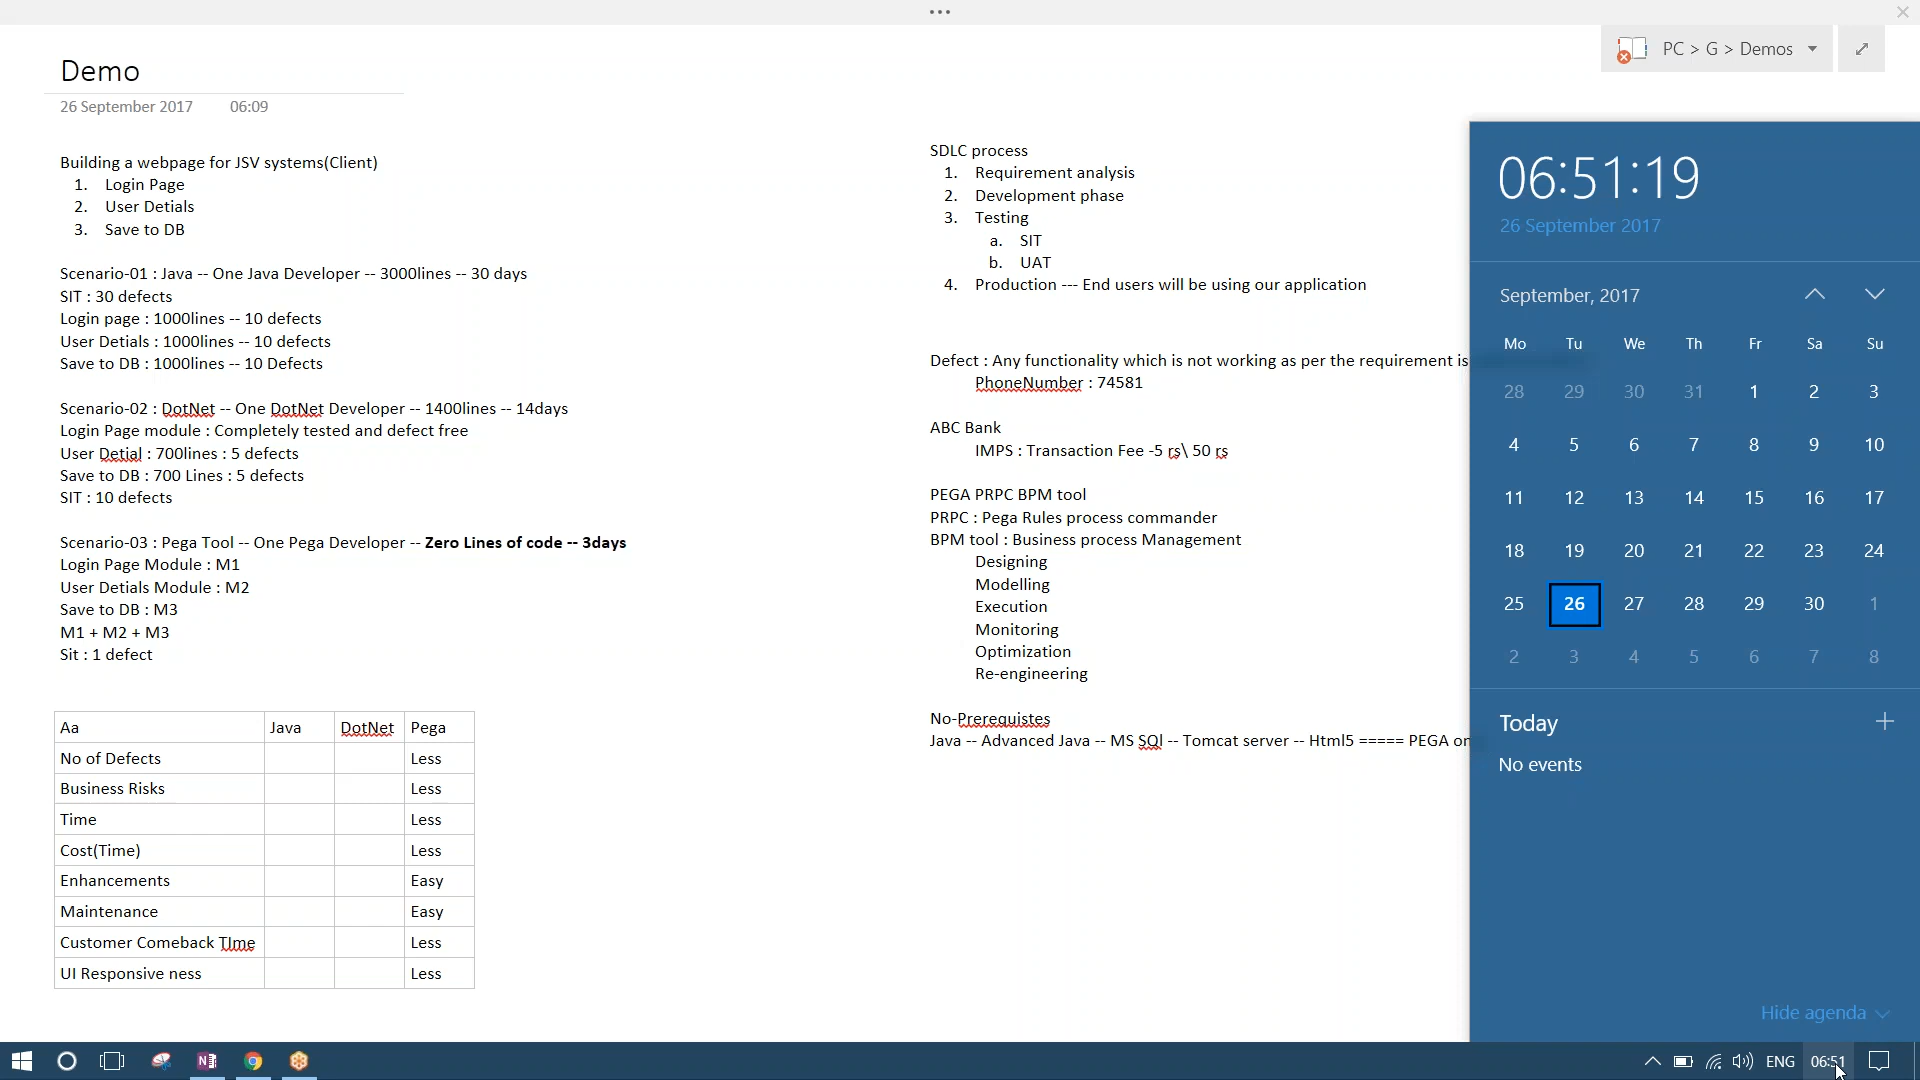 PC > G > Demos
Demo
26 September 2017 06:09
Building a webpage for JSV systems(Client)
1. Login Page
2. User Detials
3. Save to DB
Scenario-01 : Java -- One Java Developer -- 3000lines -- 30 days
SIT : 30 defects
Login page : 1000lines -- 10 defects
User Detials : 1000lines -- 10 defects
Save to DB : 1000lines -- 10 Defects
Scenario-02 : DotNet -- One DotNet Developer -- 1400lines -- 14days
Login Page module : Completely tested and defect free
User Detial : 700lines : 5 defects
Save to DB : 700 Lines : 5 defects
SIT : 10 defects
Scenario-03 : Pega Tool -- One Pega Developer -- Zero Lines of code -- 3days
Login Page Module : M1
User Detials Module : M2
Save to DB : M3
M1 + M2 + M3
Sit : 1 defect
Aa Java DotNet Pega
No of Defects Less
Business Risks Less
Time Less
Cost(Time) Less
Enhancements Easy
Maintenance Easy
Customer Comeback TIme Less
UI Responsive ness Less
SDLC process
1. Requirement analysis
2. Development phase
3. Testing
a. SIT
b. UAT
4. Production --- End users will be using our application
Defect : Any functionality which is not working as per the requirement is
PhoneNumber : 74581
ABC Bank
IMPS : Transaction Fee -5 rs\ 50 rs
PEGA PRPC BPM tool
PRPC : Pega Rules process commander
BPM tool : Business process Management
Designing
Modelling
Execution
Monitoring
Optimization
Re-engineering
No-Prerequistes
Java -- Advanced Java -- MS SQl -- Tomcat server -- Html5 ===== PEGA
06:51:19
26 September 2017
September, 2017
Mo Tu We Th Fr Sa Su
28 29 30 31 1 2 3
4 5 6 7 8 9 10
11 12 13 14 15 16 17
18 19 20 21 22 23 24
25 26 27 28 29 30 1
2 3 4 5 6 7 8
Today
No events
Hide agenda
ENG 06:51